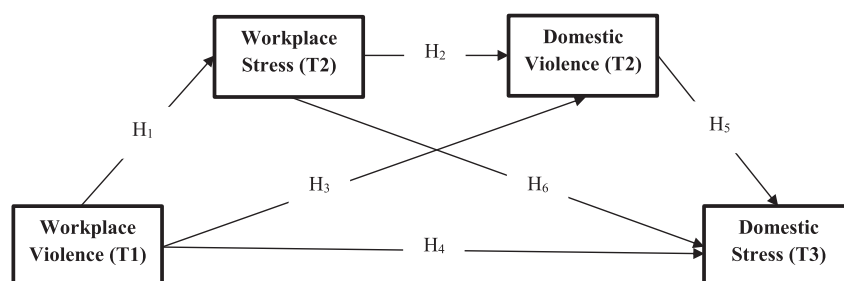 Workplace
Stress (T2)
H₂
Domestic
Violence (T2)
H₁
H₅
H₃
H₆
Workplace
Violence (T1)
H₄
Domestic
Stress (T3)